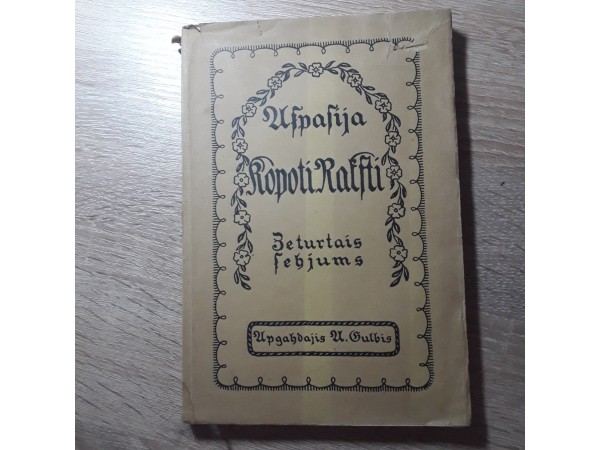 Aſpaſija
Kopoti Rakſti
Zeturtais
ſehjums
Apgahdajis A. Gulbis